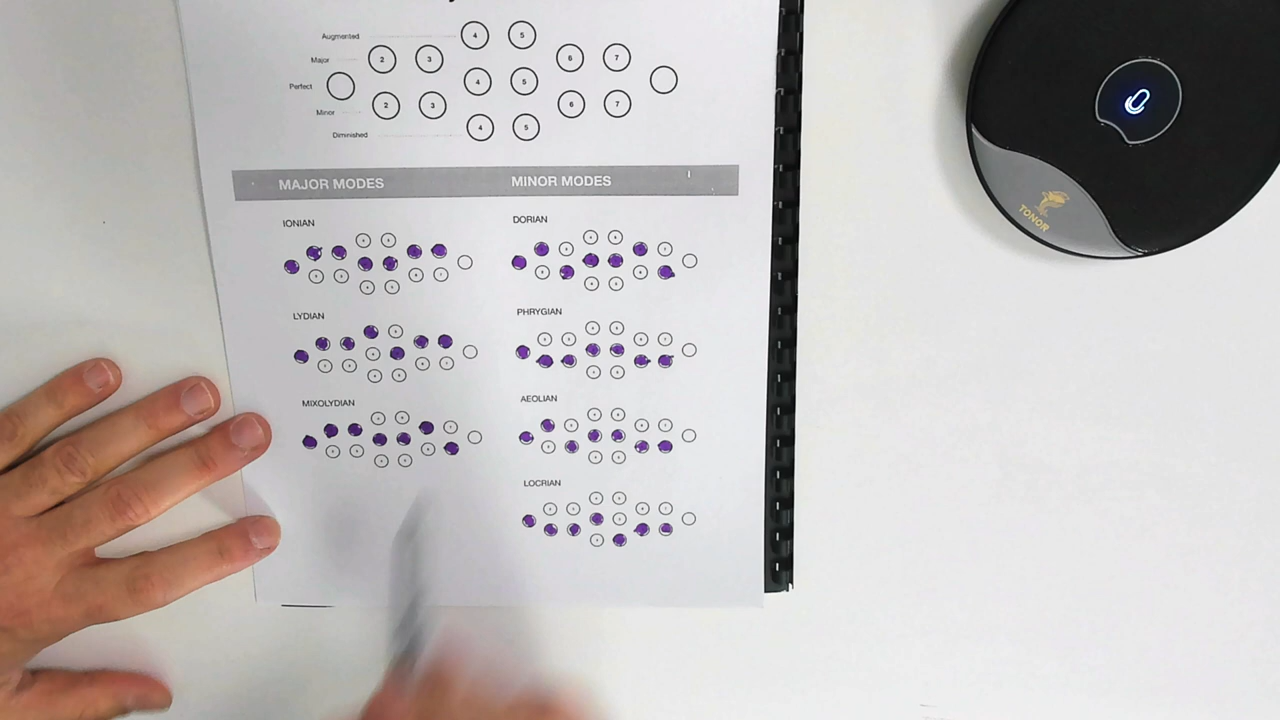 Augmented 4 5
Major 2 3 6 7
Perfect 4 5
Minor 2 3 6 7
Diminished 4 5
MAJOR MODES MINOR MODES
IONIAN DORIAN
LYDIAN PHRYGIAN
MIXOLYDIAN AEOLIAN
LOCRIAN
TONOR